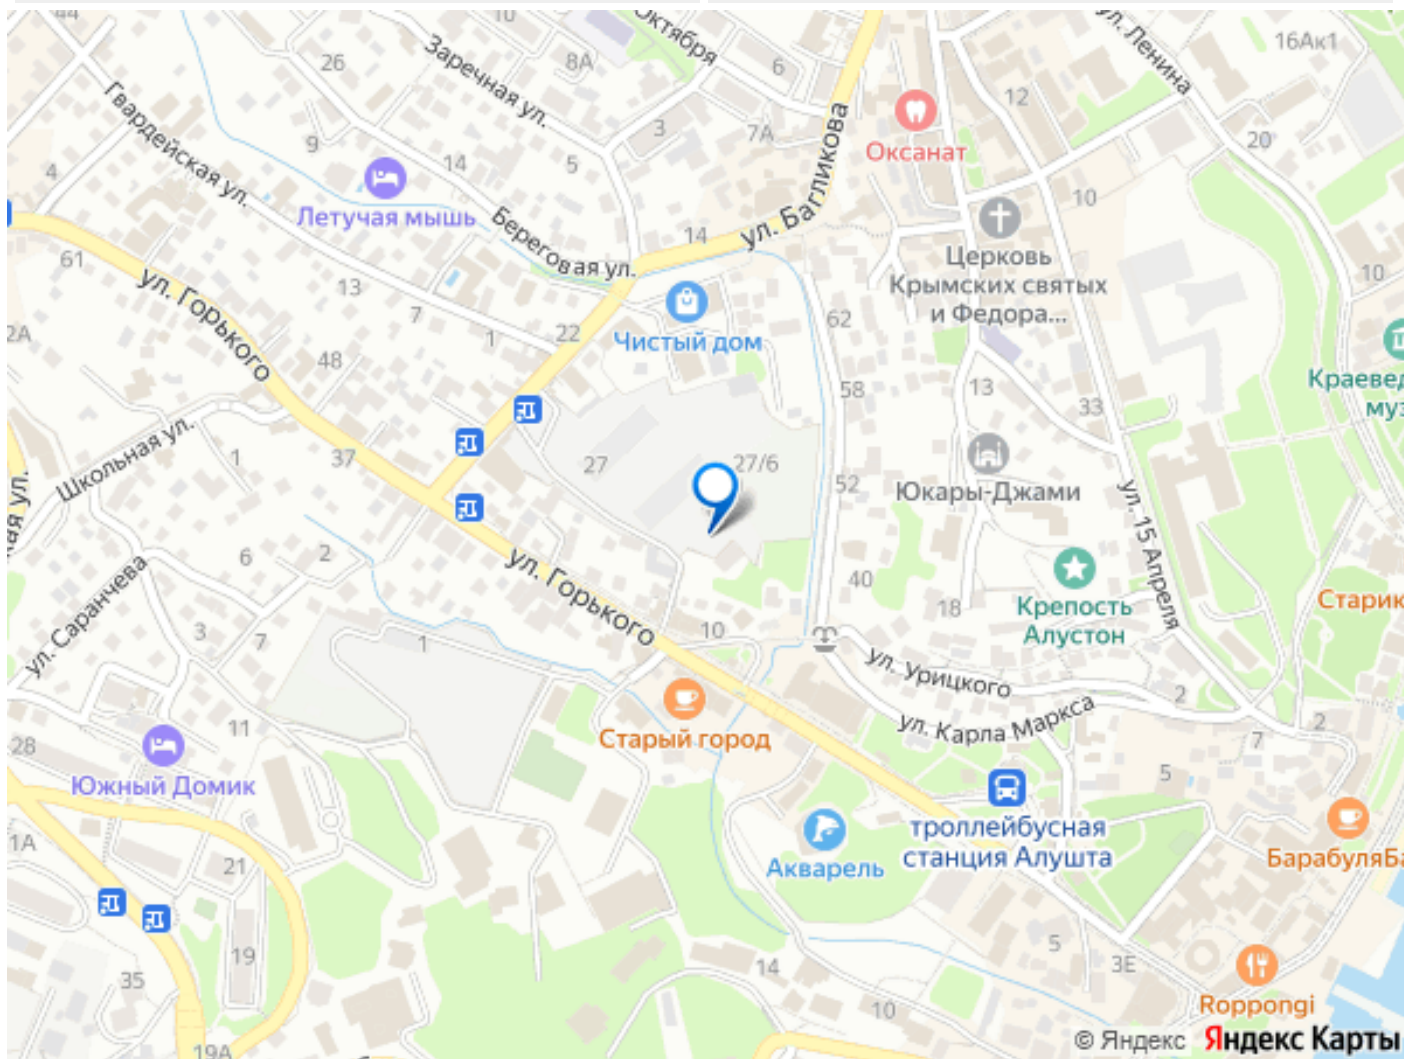 44
10
Октября
ул. Ленина
16Ак1
Заречная ул.
26
8А
6
12
Гвардейская ул.
9
14
5
3
7А
ул. Багликова
Оксанат
20
4
Летучая мышь
Береговая ул.
14
10
Церковь
Крымских святых
и Федора...
61
ул. Горького
13
7
1
22
Чистый дом
62
10
2А
48
58
13
33
Краевед
муз
Школьная ул.
1
37
27
27/6
52
Юкары-Джами
ул. 15 Апреля
кая ул.
6
2
ул. Горького
40
18
Крепость
Алустон
Старик
ул. Саранчева
3
7
1
10
ул. Урицкого
2
ул. Карла Маркса
2
7
Старый город
11
28
Южный Домик
5
троллейбусная
станция Алушта
1А
21
Акварель
БарабуляБа
19
35
14
5
3Е
10
Roppongi
19А
© Яндекс Яндекс Карты